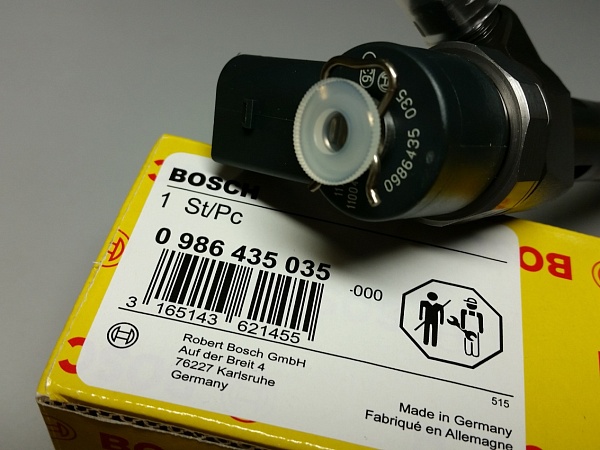 0986435 035
BOSCH
1 St/Pc
0 986 435 035
-000
3 165143 621455
Robert Bosch GmbH
Auf der Breit 4
76227 Karlsruhe
Germany
515
Made in Germany
Fabriqué en Allemagne